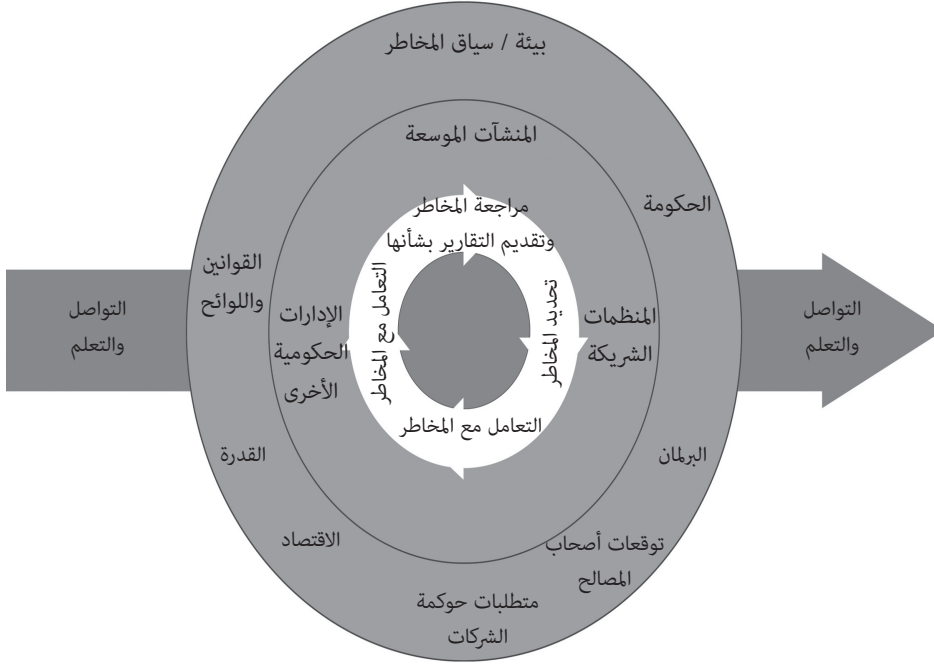 بيئة / سياق المخاطر
المنشآت الموسعة
الحكومة
مراجعة المخاطر
وتقديم التقارير بشأنها
تحديد المخاطر
التعامل مع المخاطر
التعامل مع المخاطر
المنظمات
الشريكة
الإدارات
الحكومية
الأخرى
القوانين
واللوائح
التواصل
والتعلم
التواصل
والتعلم
البرلمان
القدرة
توقعات أصحاب
المصالح
الاقتصاد
متطلبات حوكمة
الشركات